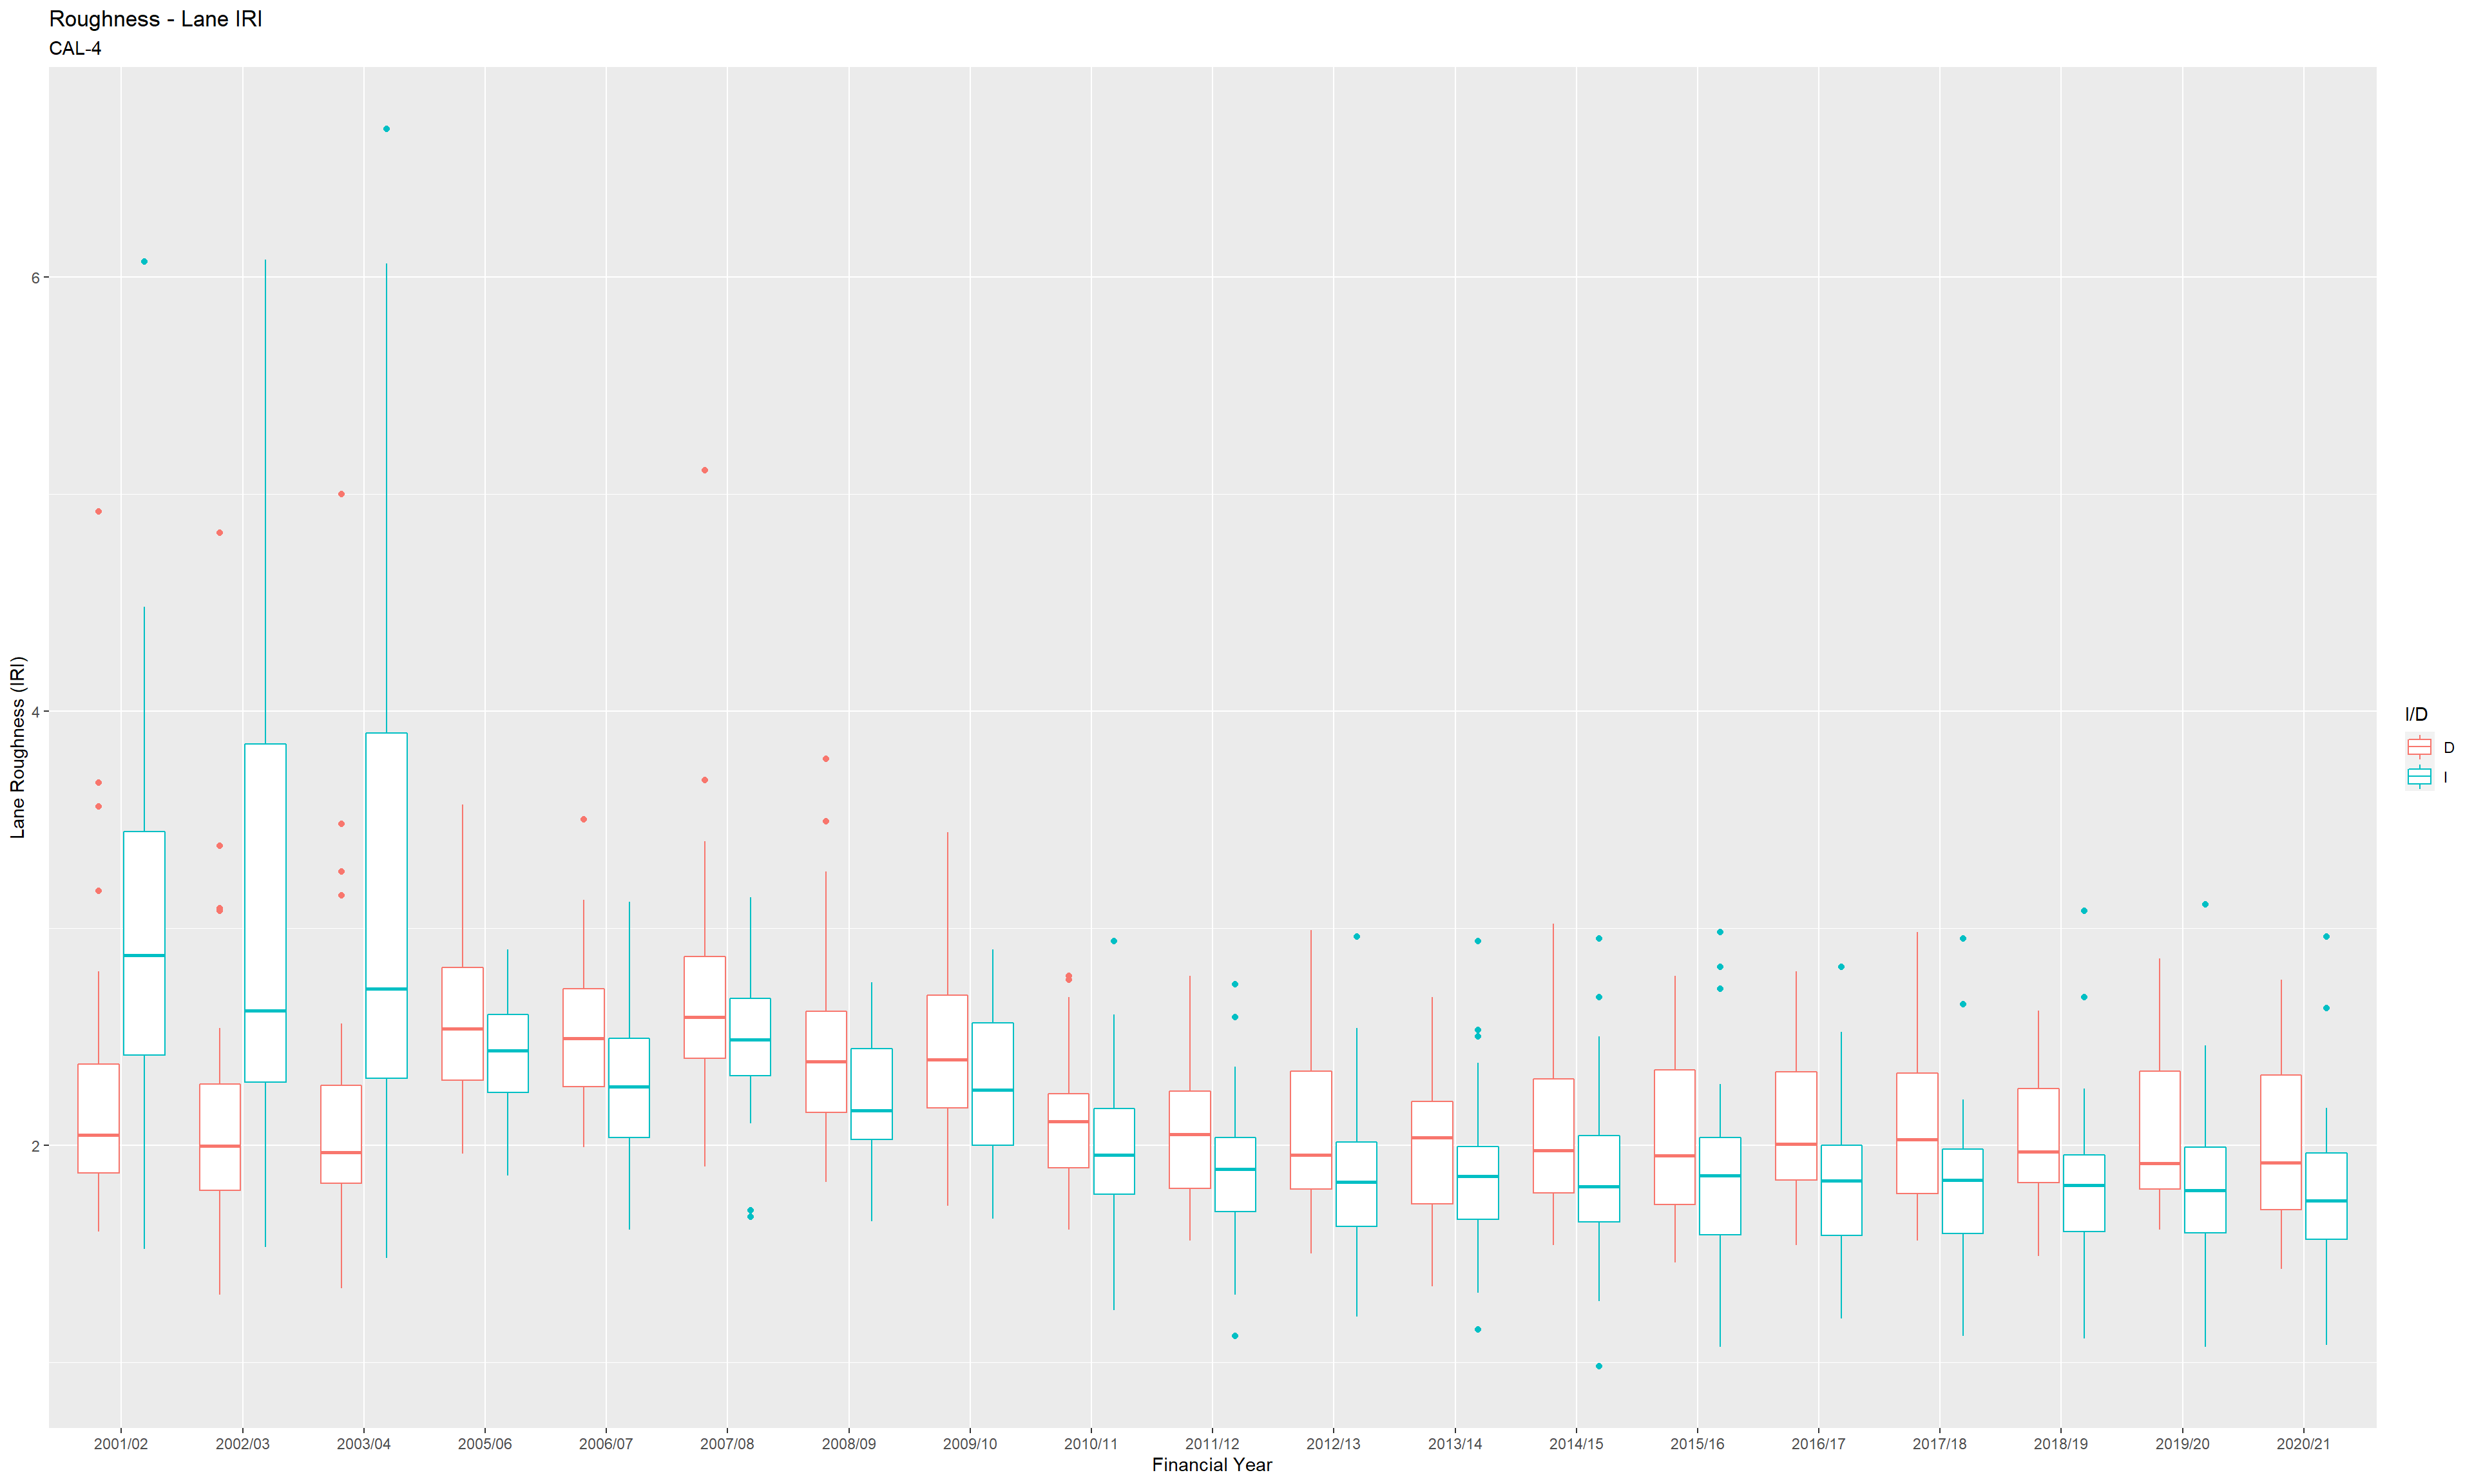 Roughness - Lane IRI
CAL-4
Lane Roughness (IRI)
6
4
2
2001/02 2002/03 2003/04 2005/06 2006/07 2007/08 2008/09 2009/10 2010/11 2011/12 2012/13 2013/14 2014/15 2015/16 2016/17 2017/18 2018/19 2019/20 2020/21
Financial Year
I/D
D
I